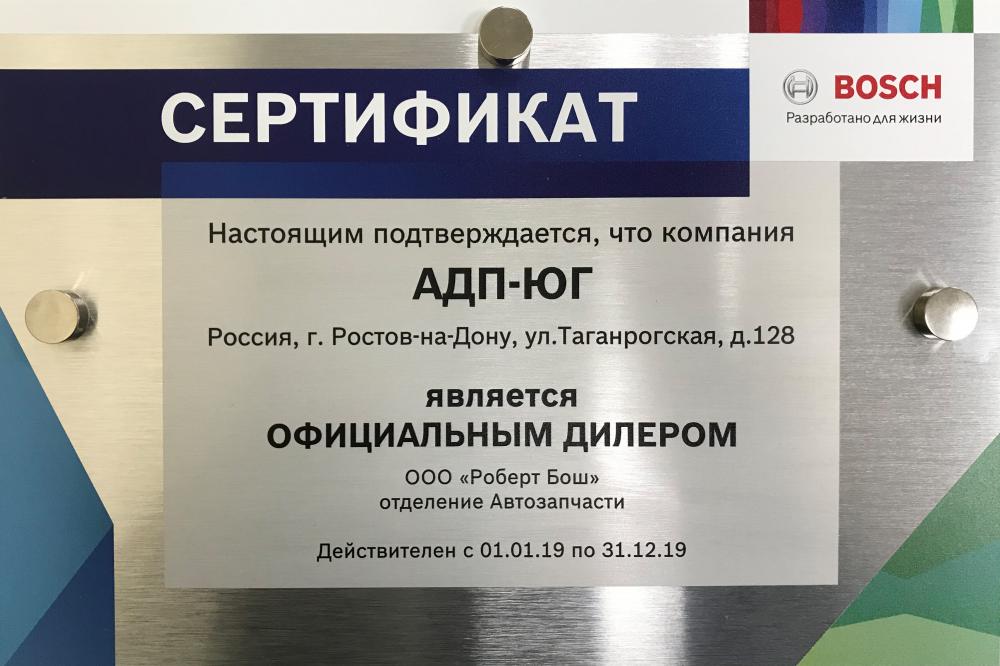 СЕРТИФИКАТ
BOSCH
Разработано для жизни
Настоящим подтверждается, что компания
АДП-ЮГ
Россия, г. Ростов-на-Дону, ул.Таганрогская, д.128
является
ОФИЦИАЛЬНЫМ ДИЛЕРОМ
ООО «Роберт Бош»
отделение Автозапчасти
Действителен с 01.01.19 по 31.12.19